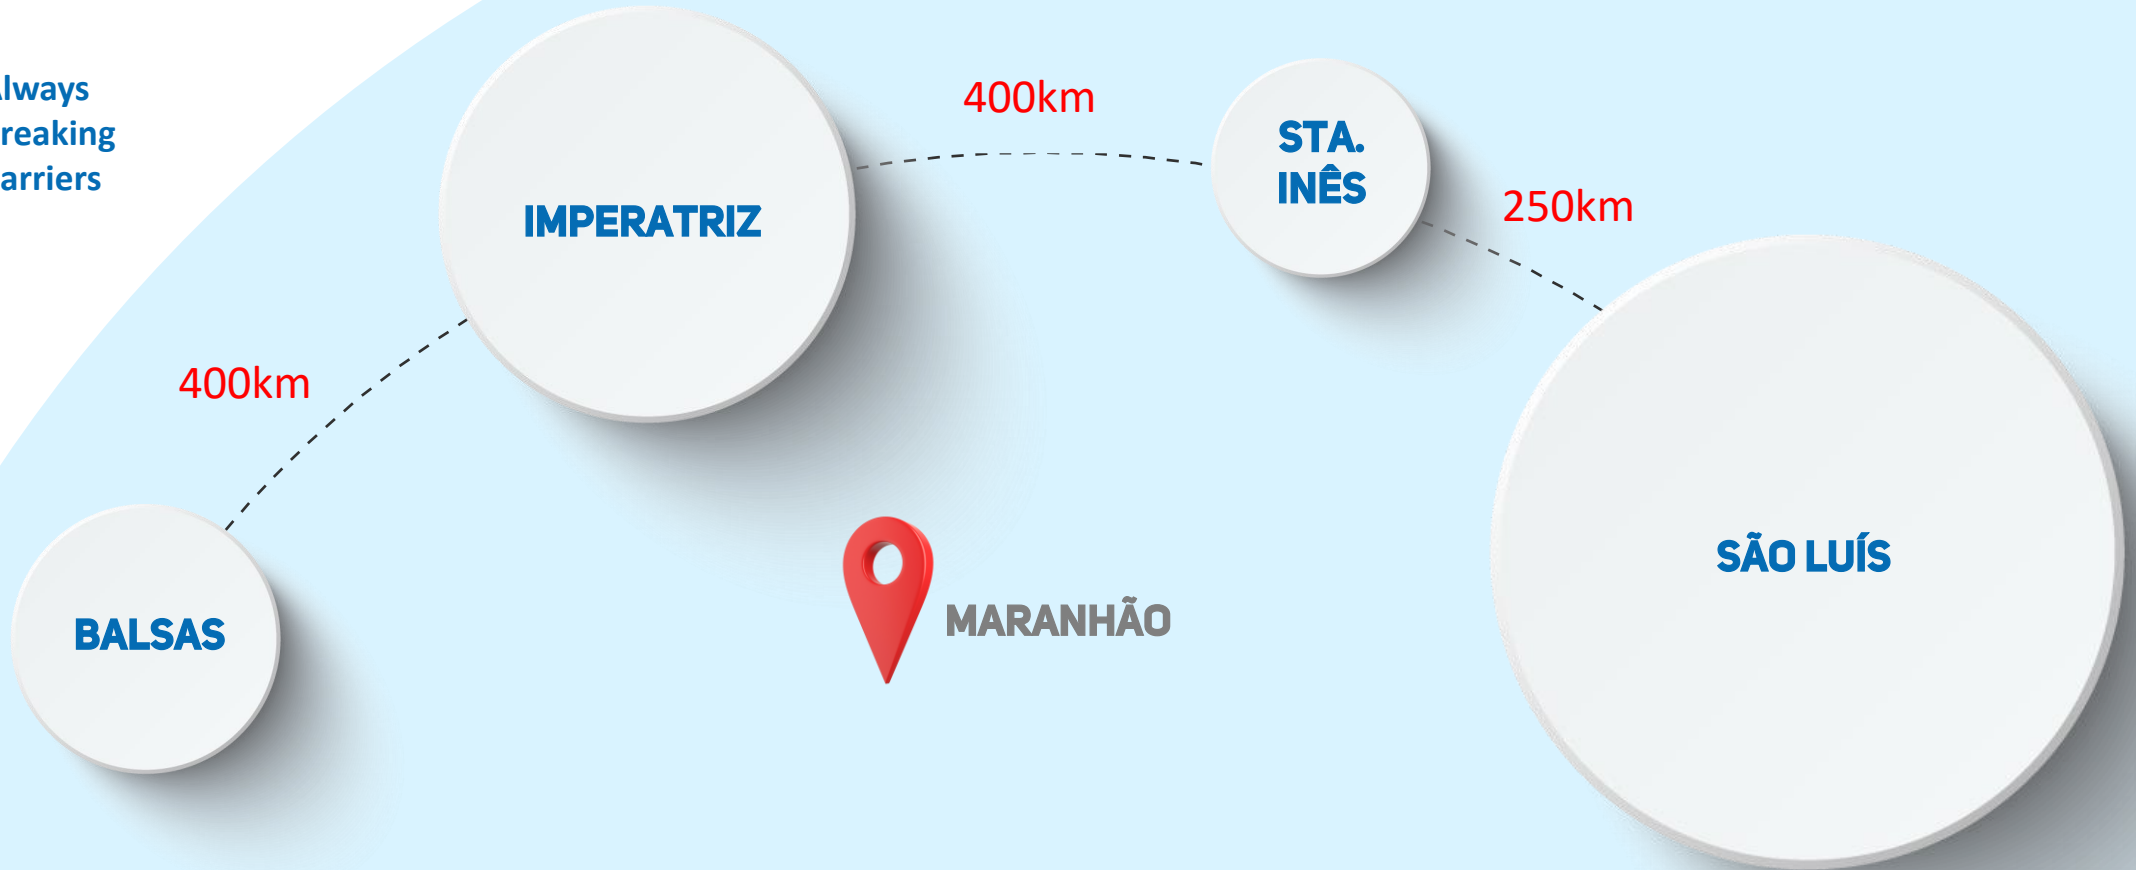 lways
reaking
arriers
400km
IMPERATRIZ
400km
STA.
INÊS
250km
SÃO LUÍS
BALSAS
MARANHÃO